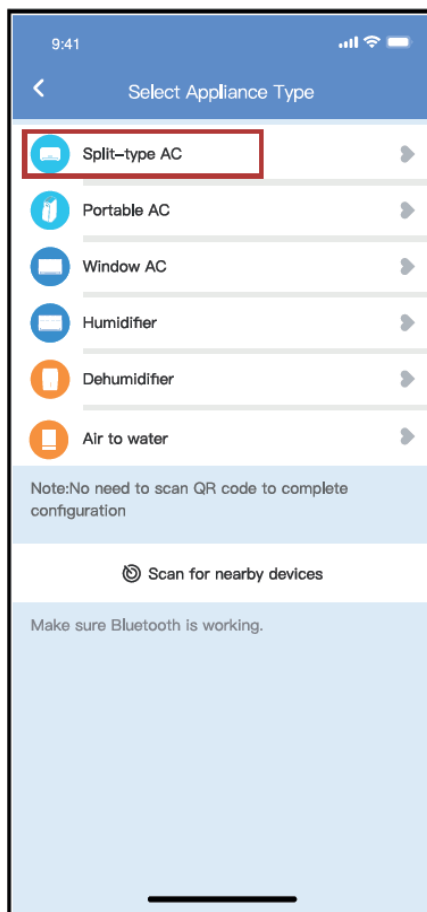 9:41
Select Appliance Type
Split-type AC
Portable AC
Window AC
Humidifier
Dehumidifier
Air to water
Note:No need to scan QR code to complete
configuration
Scan for nearby devices
Make sure Bluetooth is working.